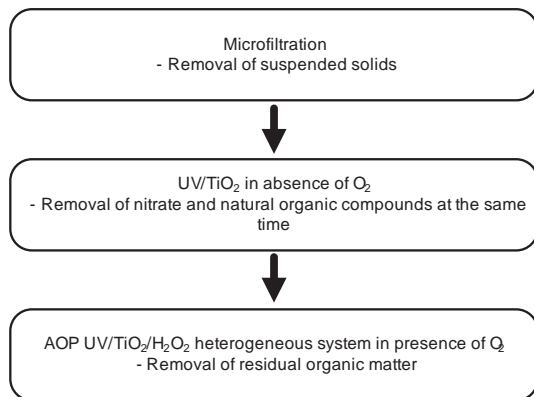 Microfiltration
- Removal of suspended solids
UV/TiO₂ in absence of O₂
- Removal of nitrate and natural organic compounds at the same
time
AOP UV/TiO₂/H₂O₂ heterogeneous system in presence of O₂
- Removal of residual organic matter